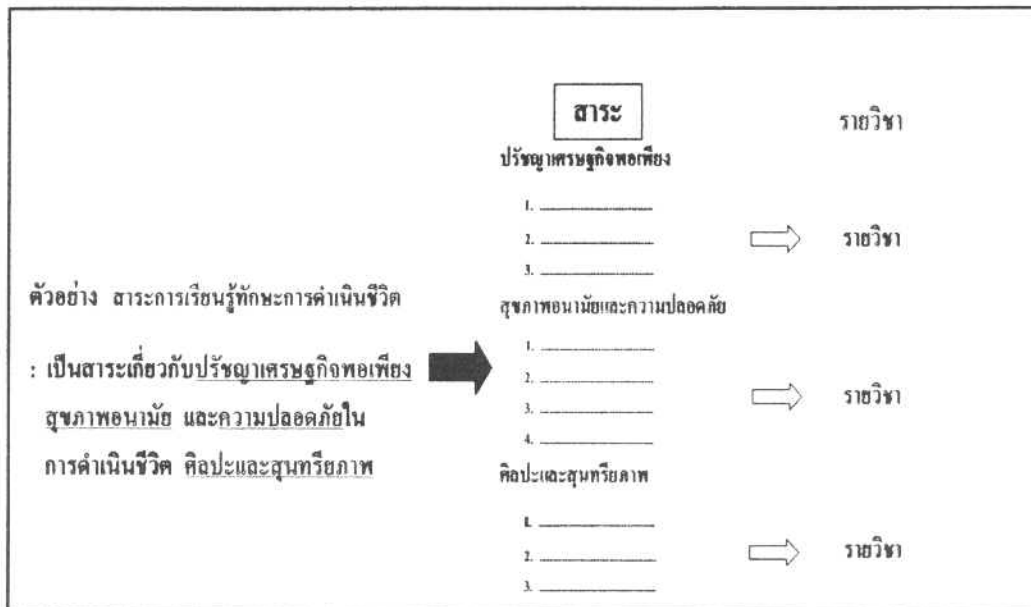 สาระ
รายวิชา
ปรัชญาเศรษฐกิจพอเพียง
1.
2.
รายวิชา
3.
ตัวอย่าง สาระการเรียนรู้ทักษะการดำเนินชีวิต
: เป็นสาระเกี่ยวกับปรัชญาเศรษฐกิจพอเพียง
สุขภาพอนามัย และความปลอดภัยใน
การดำเนินชีวิต ศิลปะและสุนทรียภาพ
สุขภาพอนามัยและความปลอดภัย
1.
2.
3.
รายวิชา
4.
ศิลปะและสุนทรียภาพ
1.
2.
รายวิชา
3.